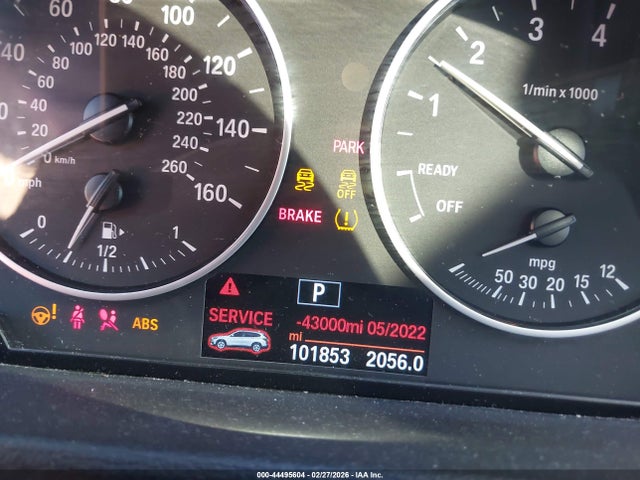 40 60 80 100 120 140 160
20 40 60 80 100 120 140 160 180 200 220 240 260
0 km/h
mph
0 1/2 1
1 2 3 4
1/min x 1000
READY
OFF
50 30 20 15 12
mpg
PARK
OFF
BRAKE
ABS
P
SERVICE
-43000mi 05/2022
mi
101853 2056.0
000-44495604 | 02/27/2026 | IAA Inc.